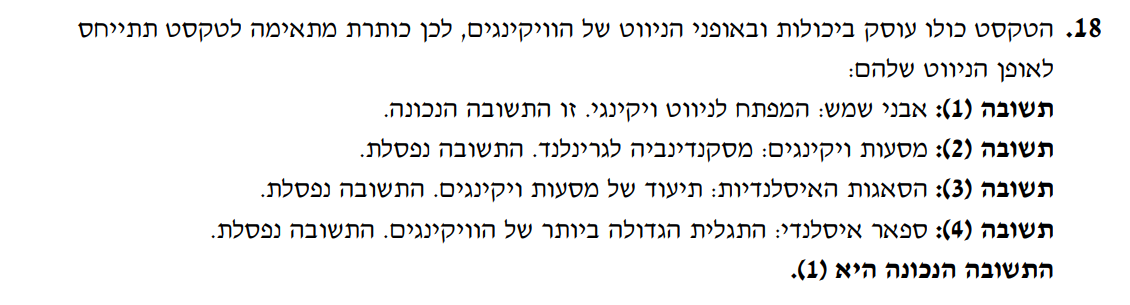 18. הטקסט כולו עוסק ביכולות ובאופני הניווט של הוויקינגים, לכן כותרת מתאימה לטקסט תתייחס
לאופן הניווט שלהם:
תשובה (1): אבני שמש: המפתח לניווט ויקינגי. זו התשובה הנכונה.
תשובה (2): מסעות ויקינגים: מסקנדינביה לגרינלנד. התשובה נפסלת.
תשובה (3): הסאגות האיסלנדיות: תיעוד של מסעות ויקינגים. התשובה נפסלת.
תשובה (4): ספאר איסלנדי: התגלית הגדולה ביותר של הוויקינגים. התשובה נפסלת.
התשובה הנכונה היא (1).